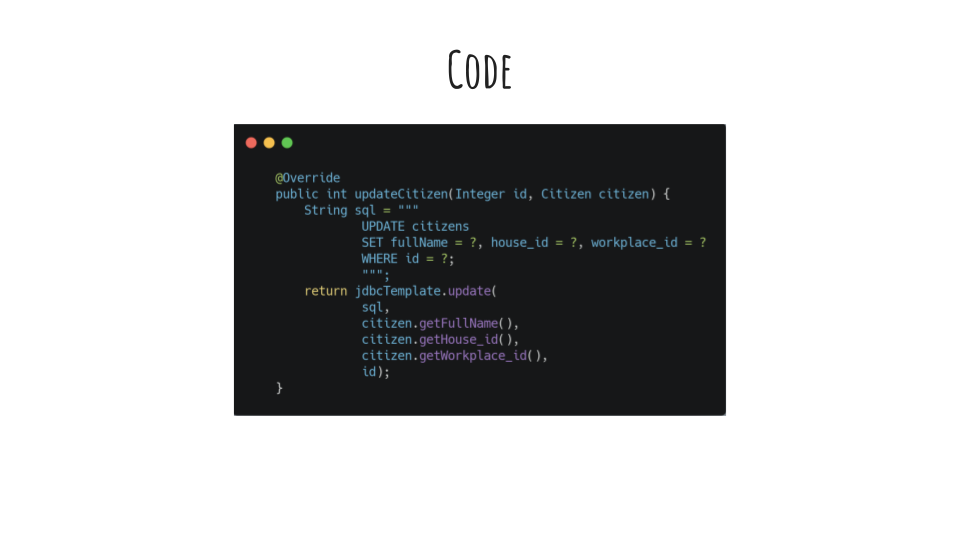 Code
@Override
public int updateCitizen(Integer id, Citizen citizen) {
    String sql = """
            UPDATE citizens
            SET fullName = ?, house_id = ?, workplace_id = ?
            WHERE id = ?;
            """;
    return jdbcTemplate.update(
            sql,
            citizen.getFullName(),
            citizen.getHouse_id(),
            citizen.getWorkplace_id(),
            id);
}